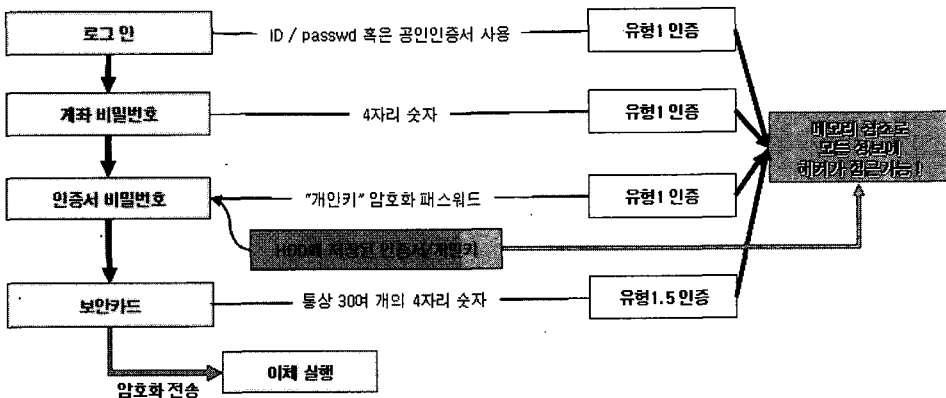 로그 인
ID / passwd 혹은 공인인증서 사용
유형1 인증
계좌 비밀번호
4자리 숫자
유형1 인증
메모리 참조로
모든 정보에
해커가 접근가능!
인증서 비밀번호
"개인키" 암호화 패스워드
유형1 인증
HDD에 저장된 인증서/개인키
보안카드
통상 30여 개의 4자리 숫자
유형1.5 인증
이체 실행
암호화 전송